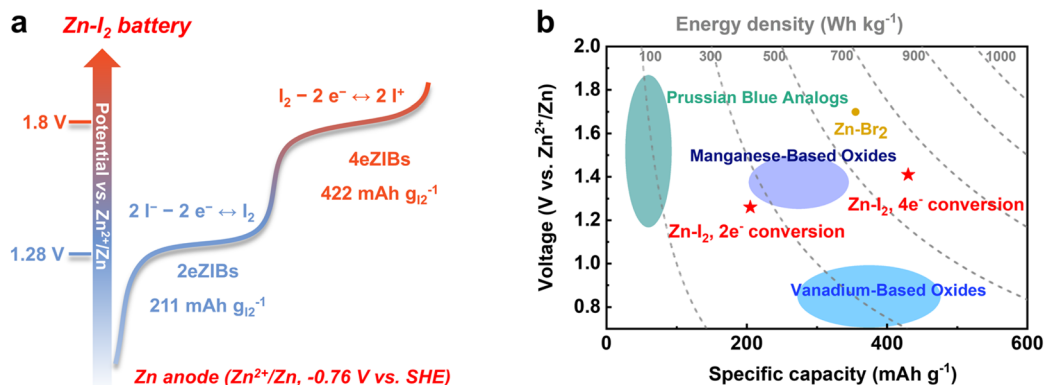 a
Zn-I₂ battery
Potential vs. Zn²⁺/Zn
1.8 V
1.28 V
I₂ − 2 e⁻ ↔ 2 I⁺
4eZIBs
422 mAh g_I2⁻¹
2 I⁻ − 2 e⁻ ↔ I₂
2eZIBs
211 mAh g_I2⁻¹
Zn anode (Zn²⁺/Zn, -0.76 V vs. SHE)
b
Energy density (Wh kg⁻¹)
100 300 500 700 900 1000
Voltage (V vs. Zn²⁺/Zn)
2.0
1.8
1.6
1.4
1.2
1.0
0.8
Prussian Blue Analogs
Zn-Br₂
Manganese-Based Oxides
Zn-I₂, 4e⁻ conversion
Zn-I₂, 2e⁻ conversion
Vanadium-Based Oxides
0 200 400 600
Specific capacity (mAh g⁻¹)